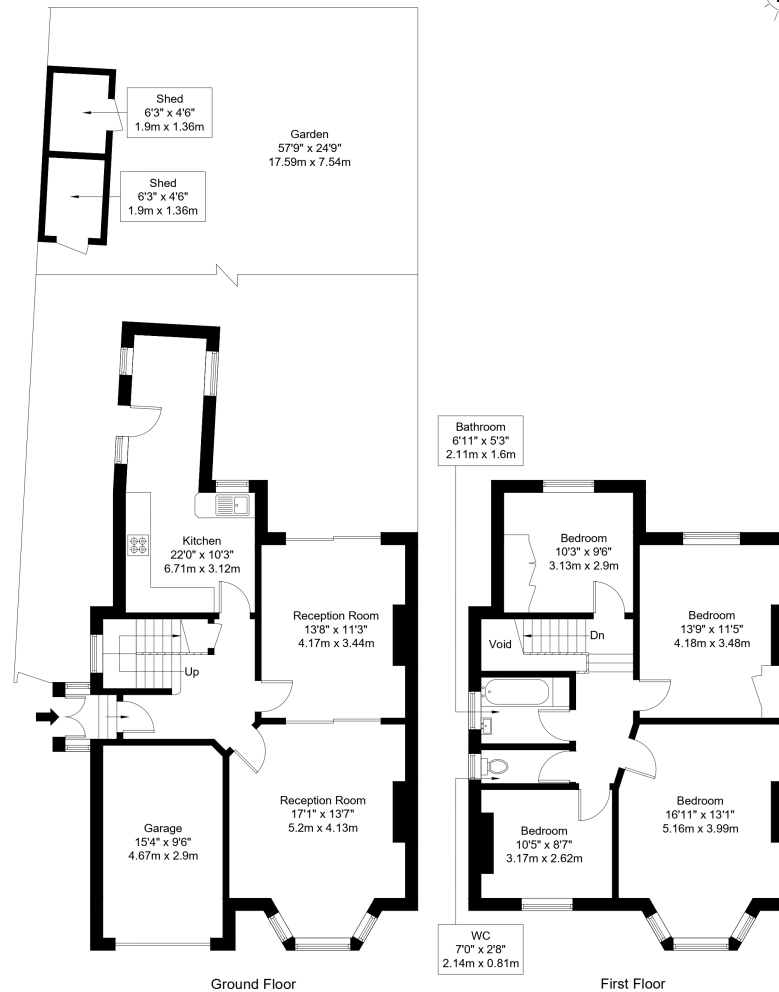 Shed
6'3" x 4'6"
1.9m x 1.36m
Garden
57'9" x 24'9"
17.59m x 7.54m
Shed
6'3" x 4'6"
1.9m x 1.36m
Kitchen
22'0" x 10'3"
6.71m x 3.12m
Reception Room
13'8" x 11'3"
4.17m x 3.44m
Up
Reception Room
17'1" x 13'7"
5.2m x 4.13m
Garage
15'4" x 9'6"
4.67m x 2.9m
Ground Floor
Bathroom
6'11" x 5'3"
2.11m x 1.6m
Bedroom
10'3" x 9'6"
3.13m x 2.9m
Bedroom
13'9" x 11'5"
4.18m x 3.48m
Void
Dn
Bedroom
16'11" x 13'1"
5.16m x 3.99m
Bedroom
10'5" x 8'7"
3.17m x 2.62m
WC
7'0" x 2'8"
2.14m x 0.81m
First Floor